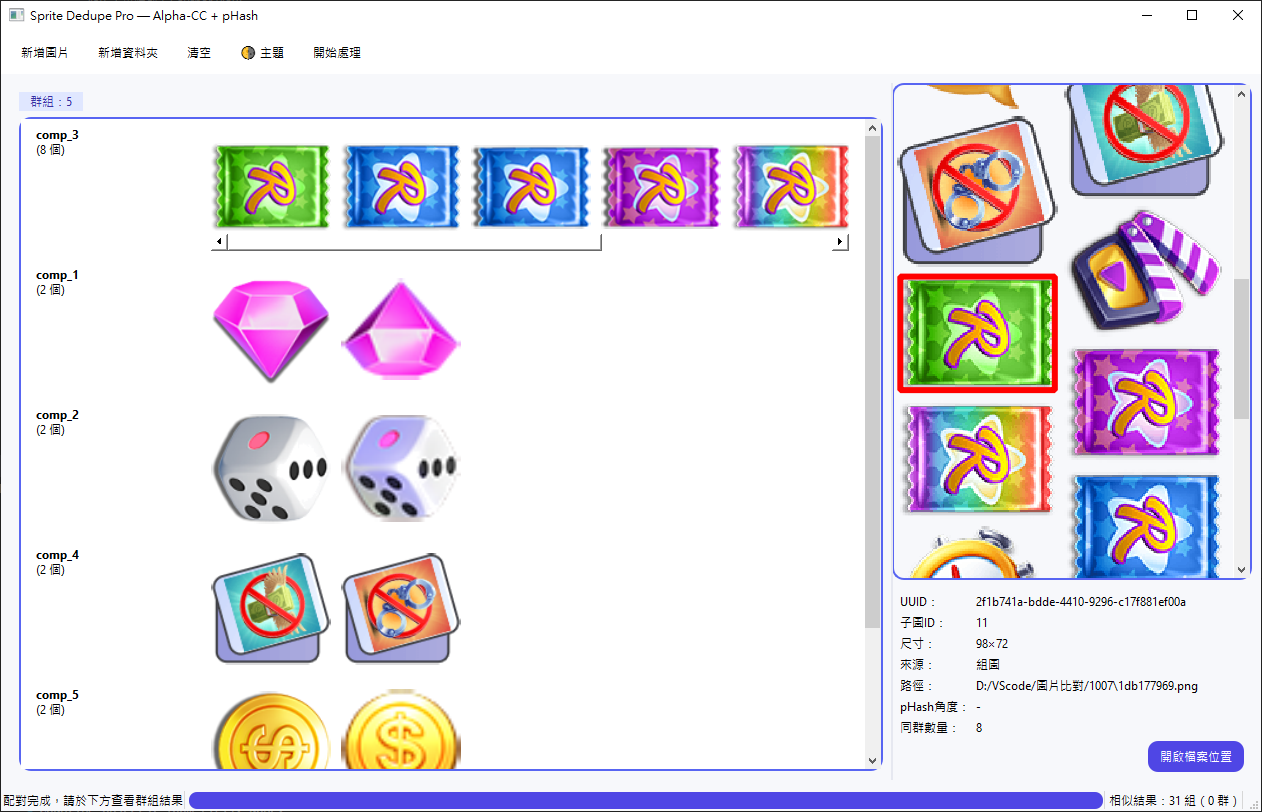 Sprite Dedupe Pro — Alpha-CC + pHash
新增圖片 新增資料夾 清空 主題 開始處理
群組：5
comp_3
(8 個)
R R R R R
comp_1
(2 個)
comp_2
(2 個)
comp_4
(2 個)
comp_5
(2 個)
$ $
R
R
R
R
UUID： 2f1b741a-bdde-4410-9296-c17f881ef00a
子圖ID： 11
尺寸： 98×72
來源： 組圖
路徑： D:/VScode/圖片比對/1007\1db177969.png
pHash角度： -
同群數量： 8
開啟檔案位置
配對完成，請於下方查看群組結果
相似結果：31 組（0 群）